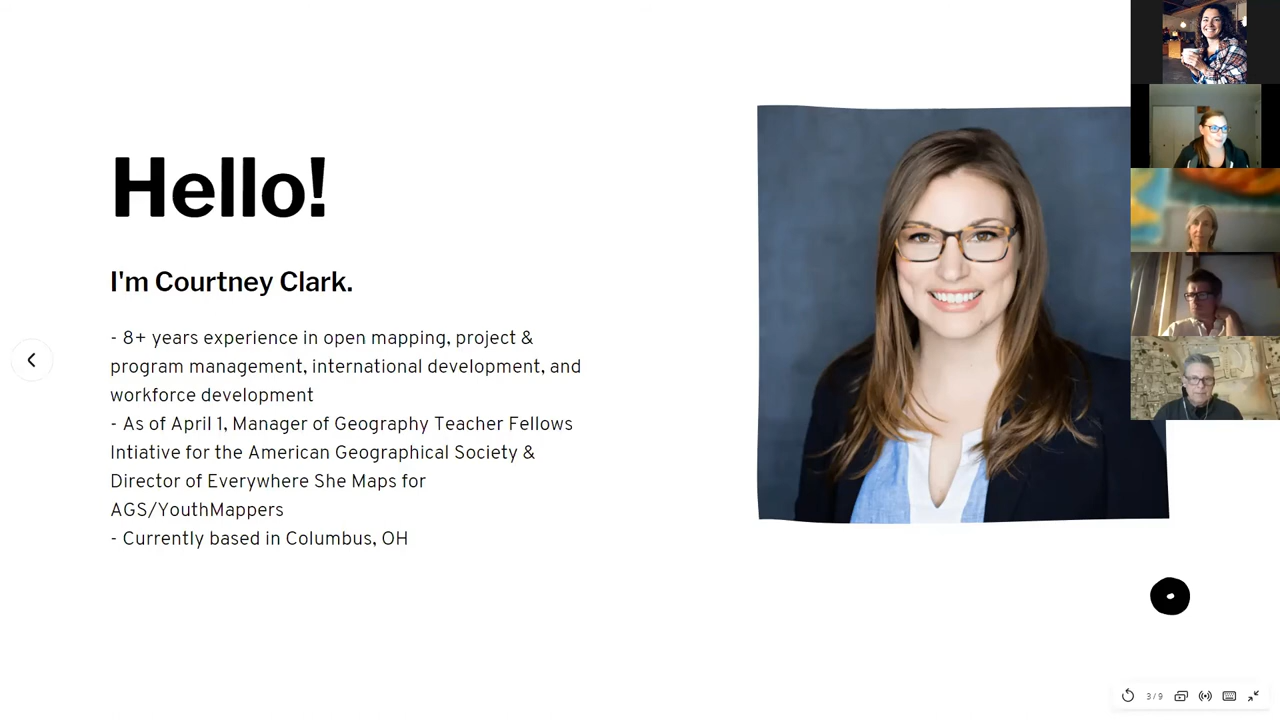 Hello!
I'm Courtney Clark.
- 8+ years experience in open mapping, project &
program management, international development, and
workforce development
- As of April 1, Manager of Geography Teacher Fellows
Intiative for the American Geographical Society &
Director of Everywhere She Maps for
AGS/YouthMappers
- Currently based in Columbus, OH
3/9